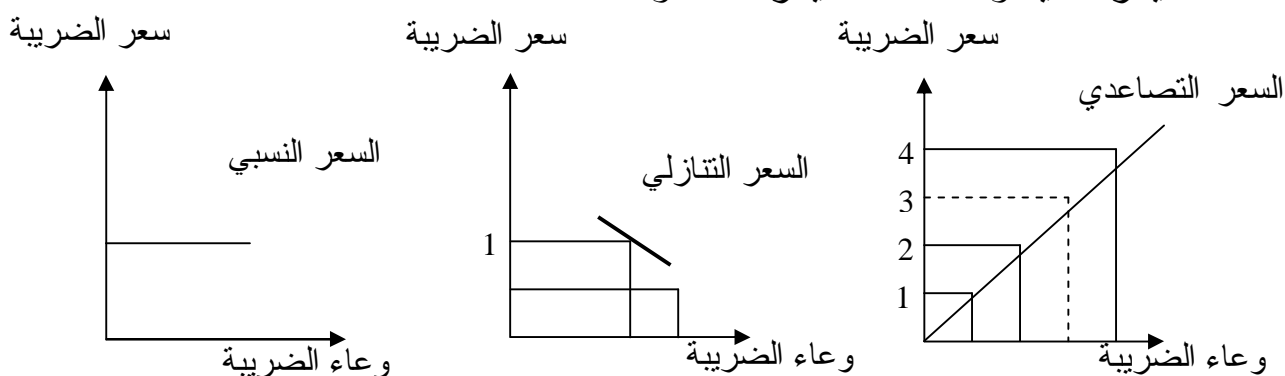 سعر الضريبة
السعر التصاعدي
4
3
2
1
وعاء الضريبة
سعر الضريبة
السعر التنازلي
1
وعاء الضريبة
سعر الضريبة
السعر النسبي
وعاء الضريبة